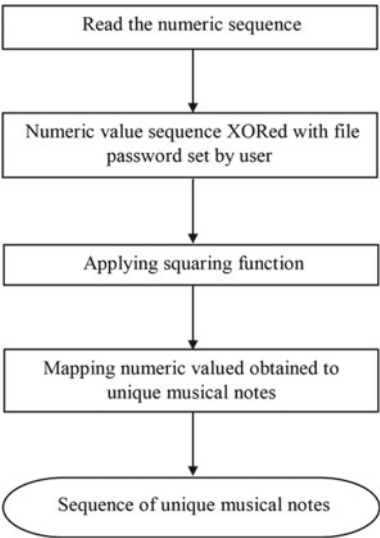 Read the numeric sequence
Numeric value sequence XORed with file
password set by user
Applying squaring function
Mapping numeric valued obtained to
unique musical notes
Sequence of unique musical notes